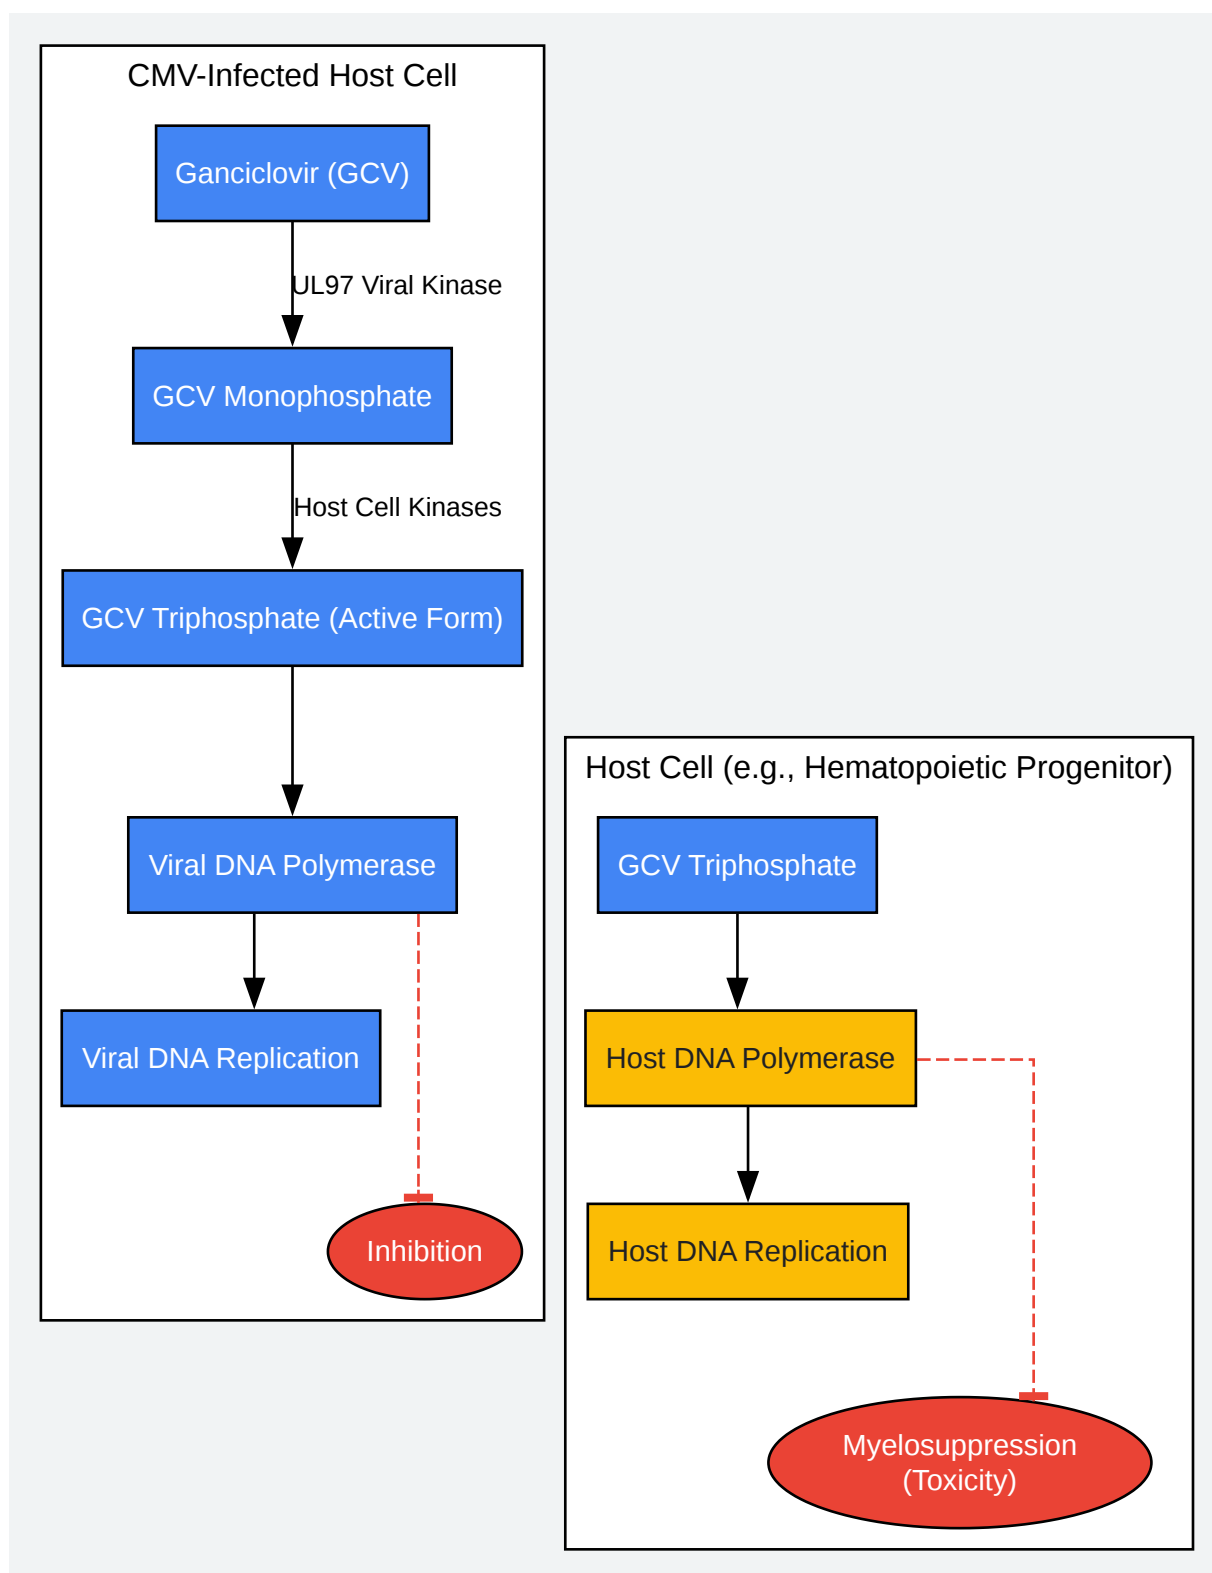 CMV-Infected Host Cell
Ganciclovir (GCV)
UL97 Viral Kinase
GCV Monophosphate
Host Cell Kinases
GCV Triphosphate (Active Form)
Viral DNA Polymerase
Viral DNA Replication
Inhibition
Host Cell (e.g., Hematopoietic Progenitor)
GCV Triphosphate
Host DNA Polymerase
Host DNA Replication
Myelosuppression
(Toxicity)